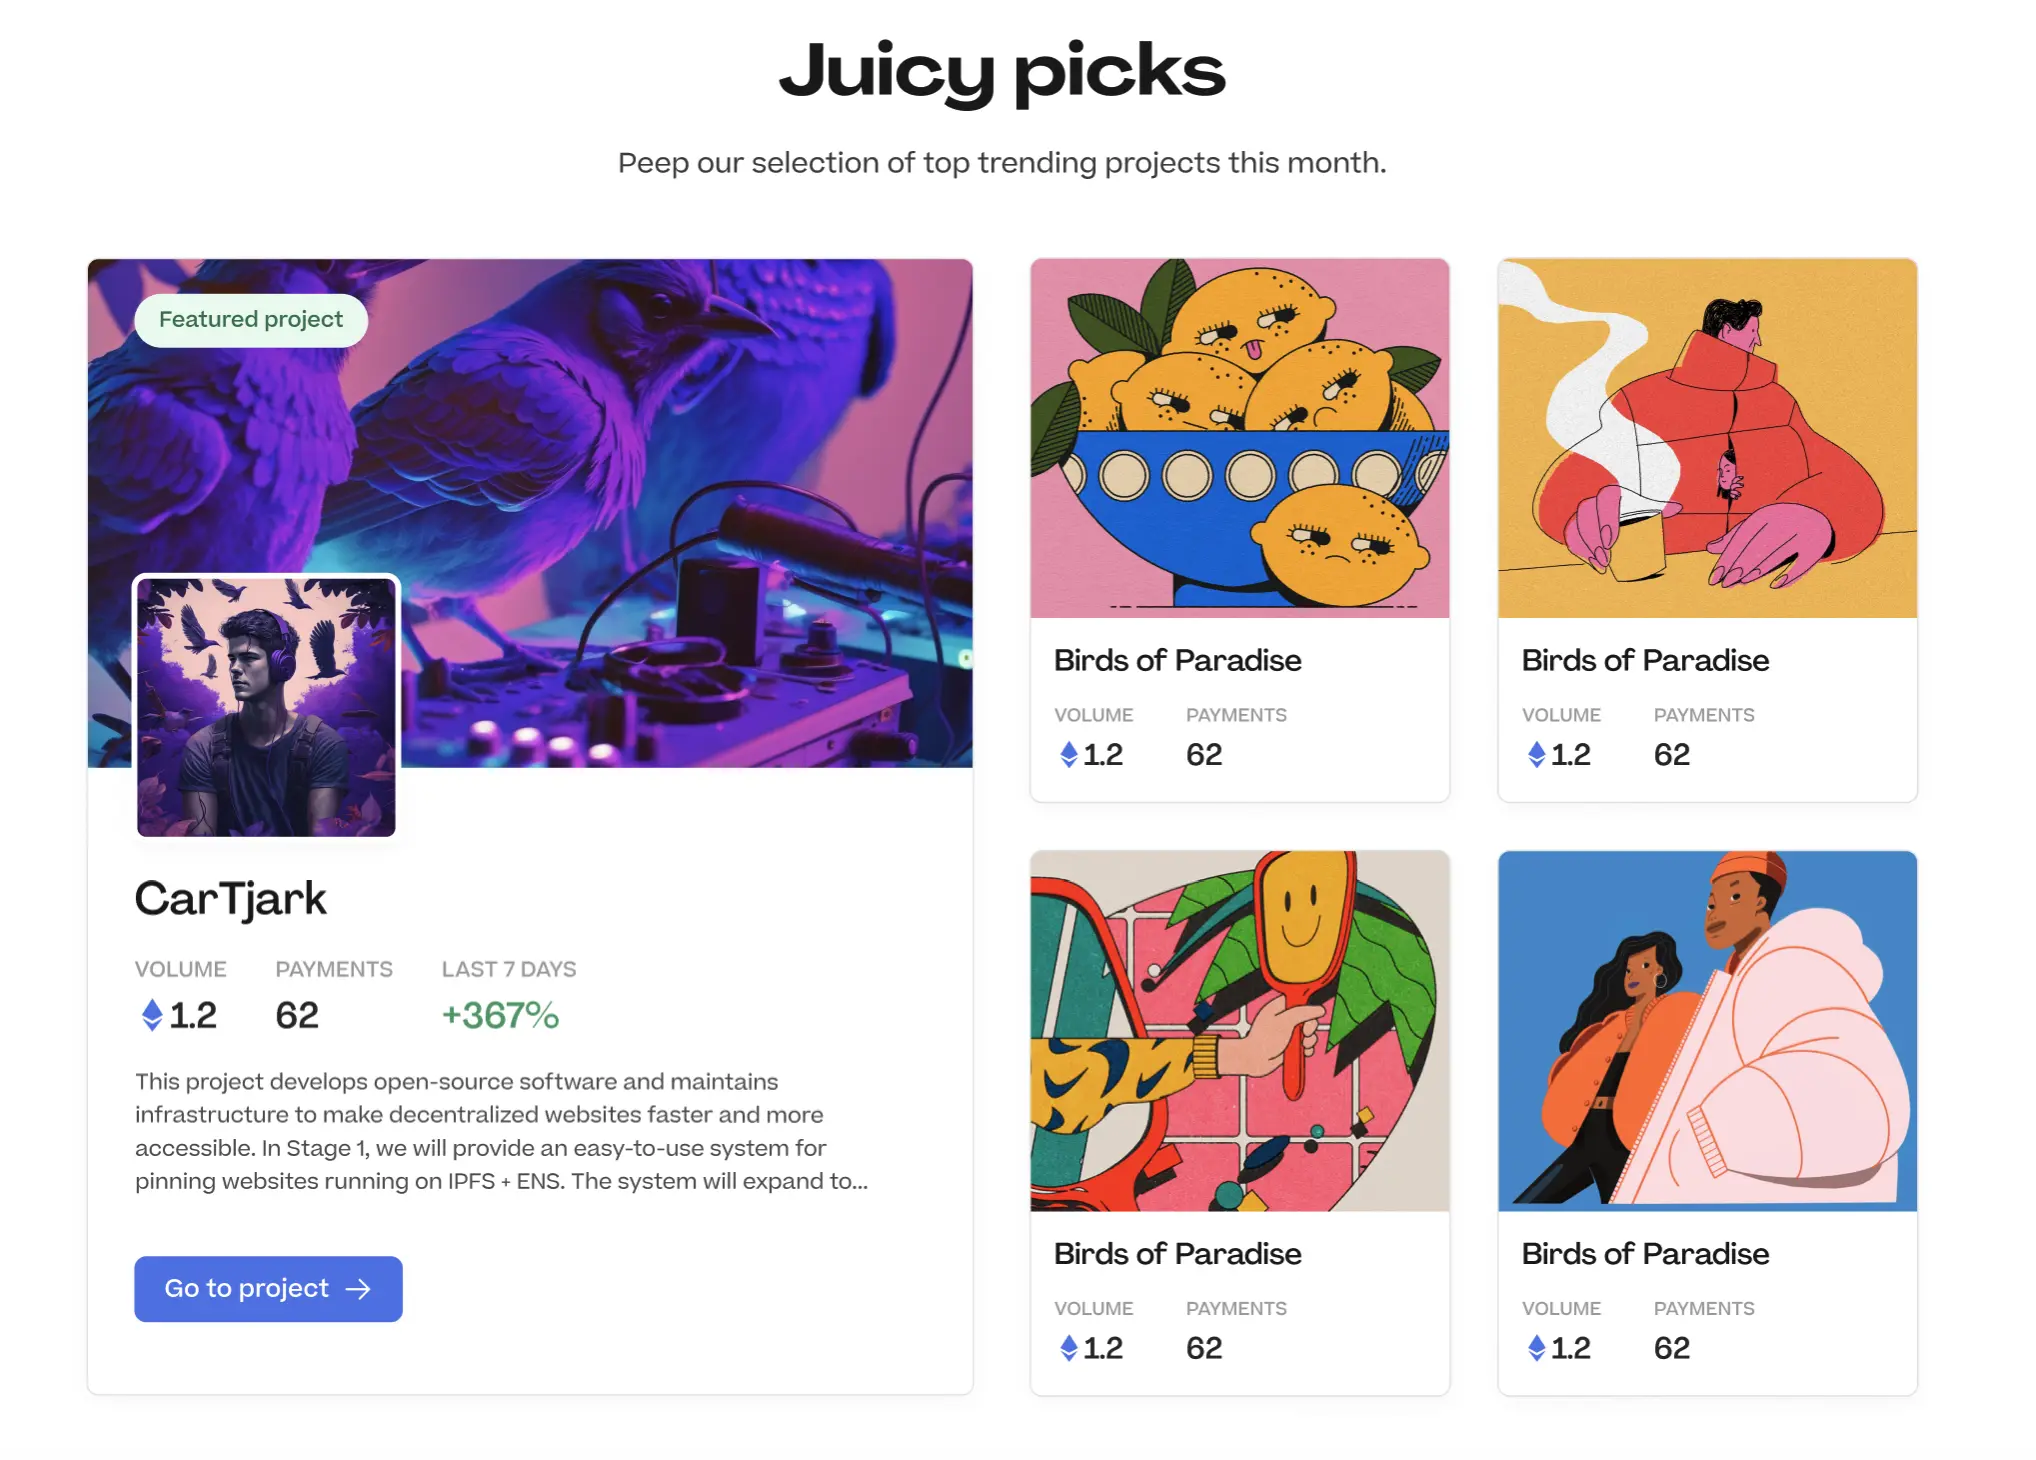 Juicy picks
Peep our selection of top trending projects this month.
Featured project
CarTjark
VOLUME PAYMENTS LAST 7 DAYS
1.2 62 +367%
This project develops open-source software and maintains
infrastructure to make decentralized websites faster and more
accessible. In Stage 1, we will provide an easy-to-use system for
pinning websites running on IPFS + ENS. The system will expand to...
Go to project →
Birds of Paradise
VOLUME PAYMENTS
1.2 62
Birds of Paradise
VOLUME PAYMENTS
1.2 62
Birds of Paradise
VOLUME PAYMENTS
1.2 62
Birds of Paradise
VOLUME PAYMENTS
1.2 62